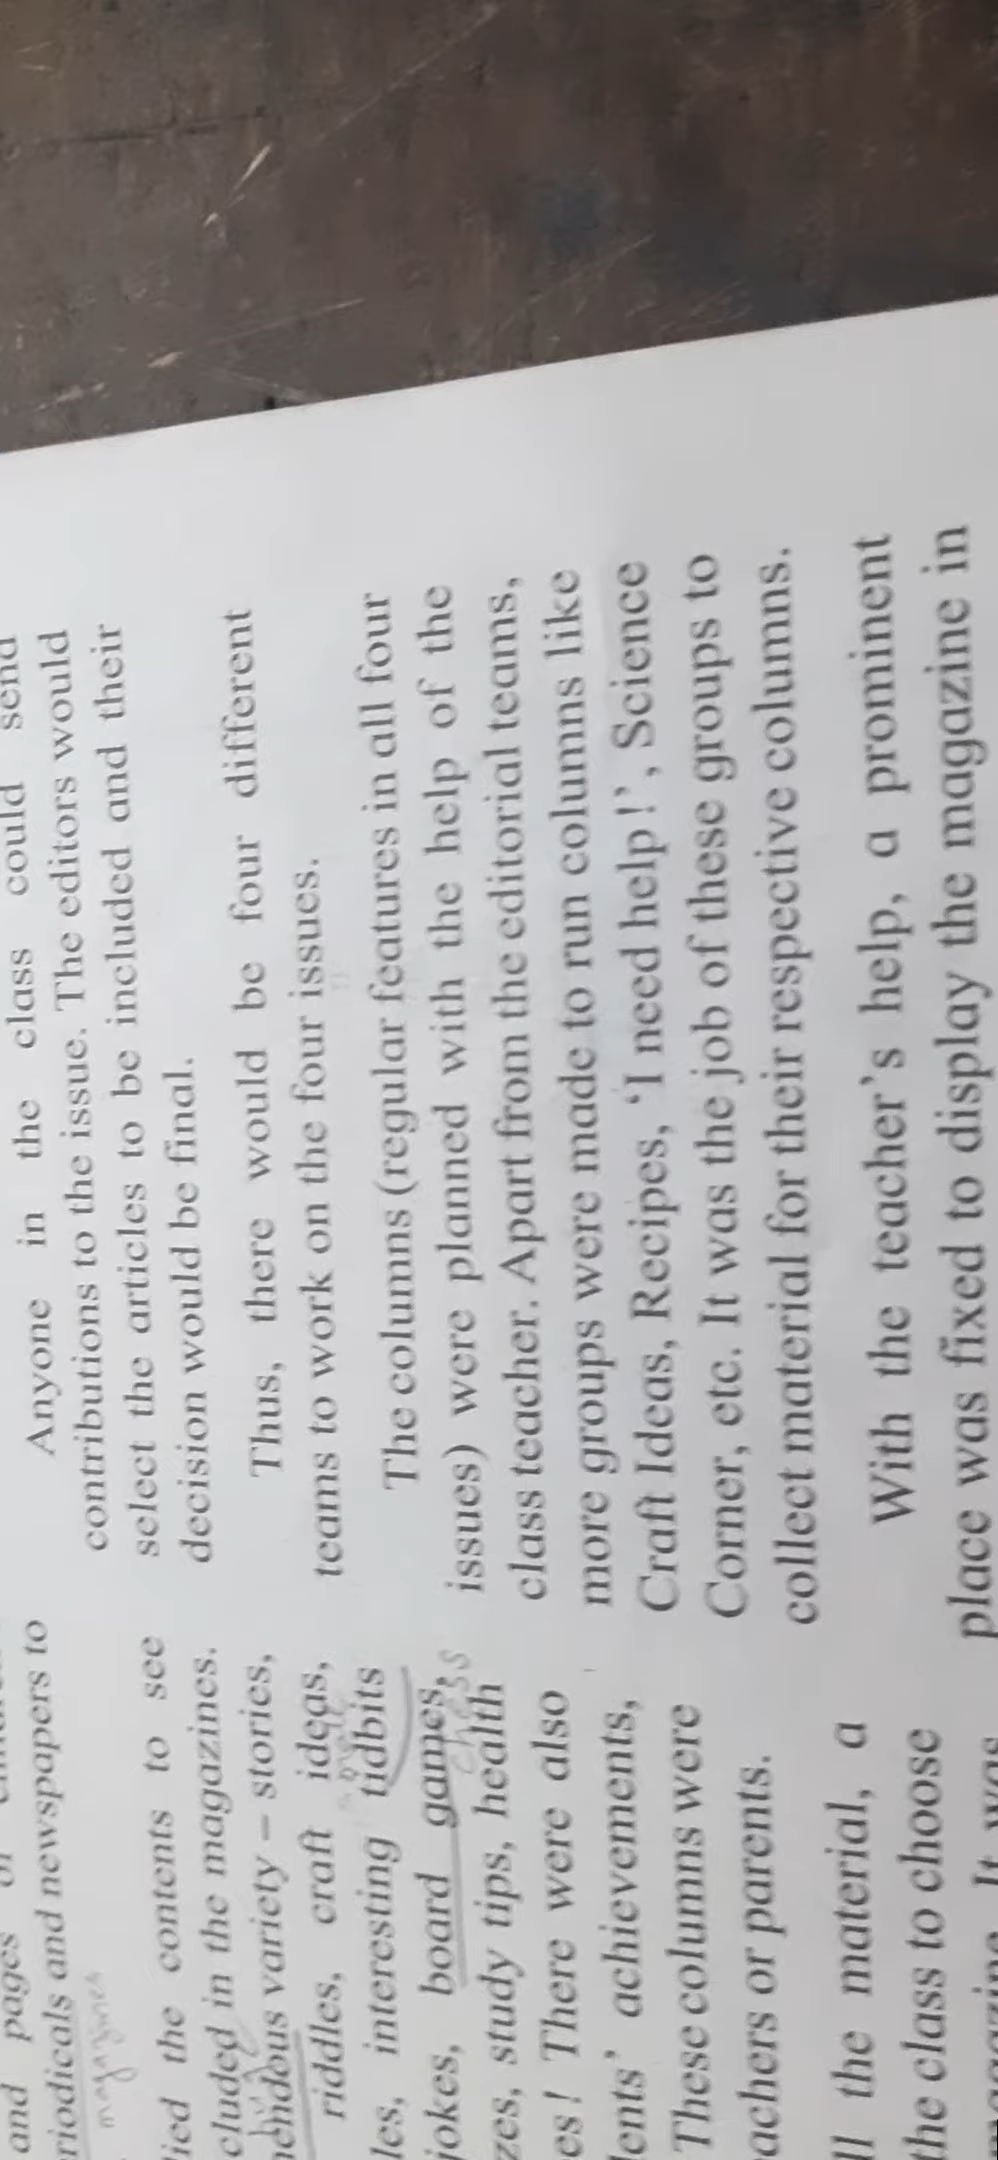 and pages of
riodicals and newspapers to
magazines
ied the contents to see
cluded in the magazines.
endous variety – stories,
riddles, craft ideas,
les, interesting tidbits
jokes, board games,
chess
zes, study tips, health
es! There were also
ents' achievements,
These columns were
achers or parents.
ll the material, a
the class to choose
Anyone in the class could send
contributions to the issue. The editors would
select the articles to be included and their
decision would be final.
Thus, there would be four different
teams to work on the four issues.
The columns (regular features in all four
issues) were planned with the help of the
class teacher. Apart from the editorial teams,
more groups were made to run columns like
Craft Ideas, Recipes, 'I need help!', Science
Corner, etc. It was the job of these groups to
collect material for their respective columns.
With the teacher's help, a prominent
place was fixed to display the magazine in